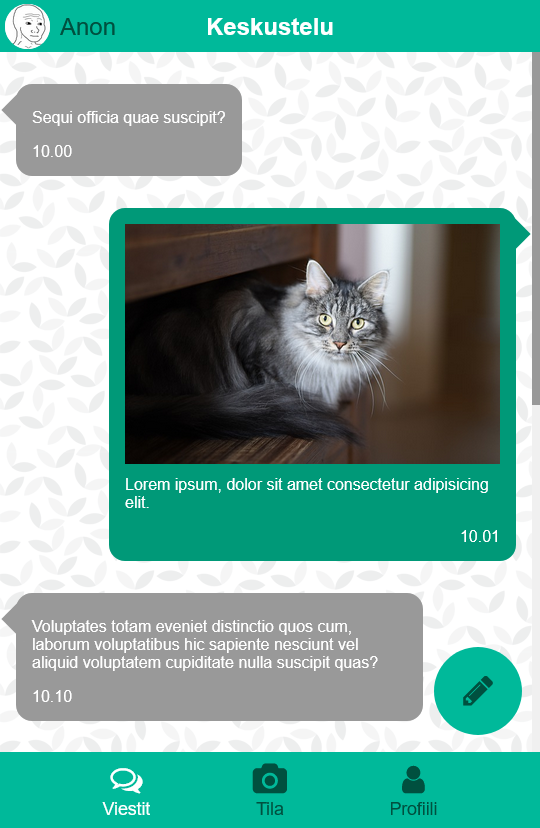 Anon
Keskustelu
Sequi officia quae suscipit?
10.00
Lorem ipsum, dolor sit amet consectetur adipisicing
elit.
10.01
Voluptates totam eveniet distinctio quos cum,
laborum voluptatibus hic sapiente nesciunt vel
aliquid voluptatem cupiditate nulla suscipit quas?
10.10
Viestit
Tila
Profiili